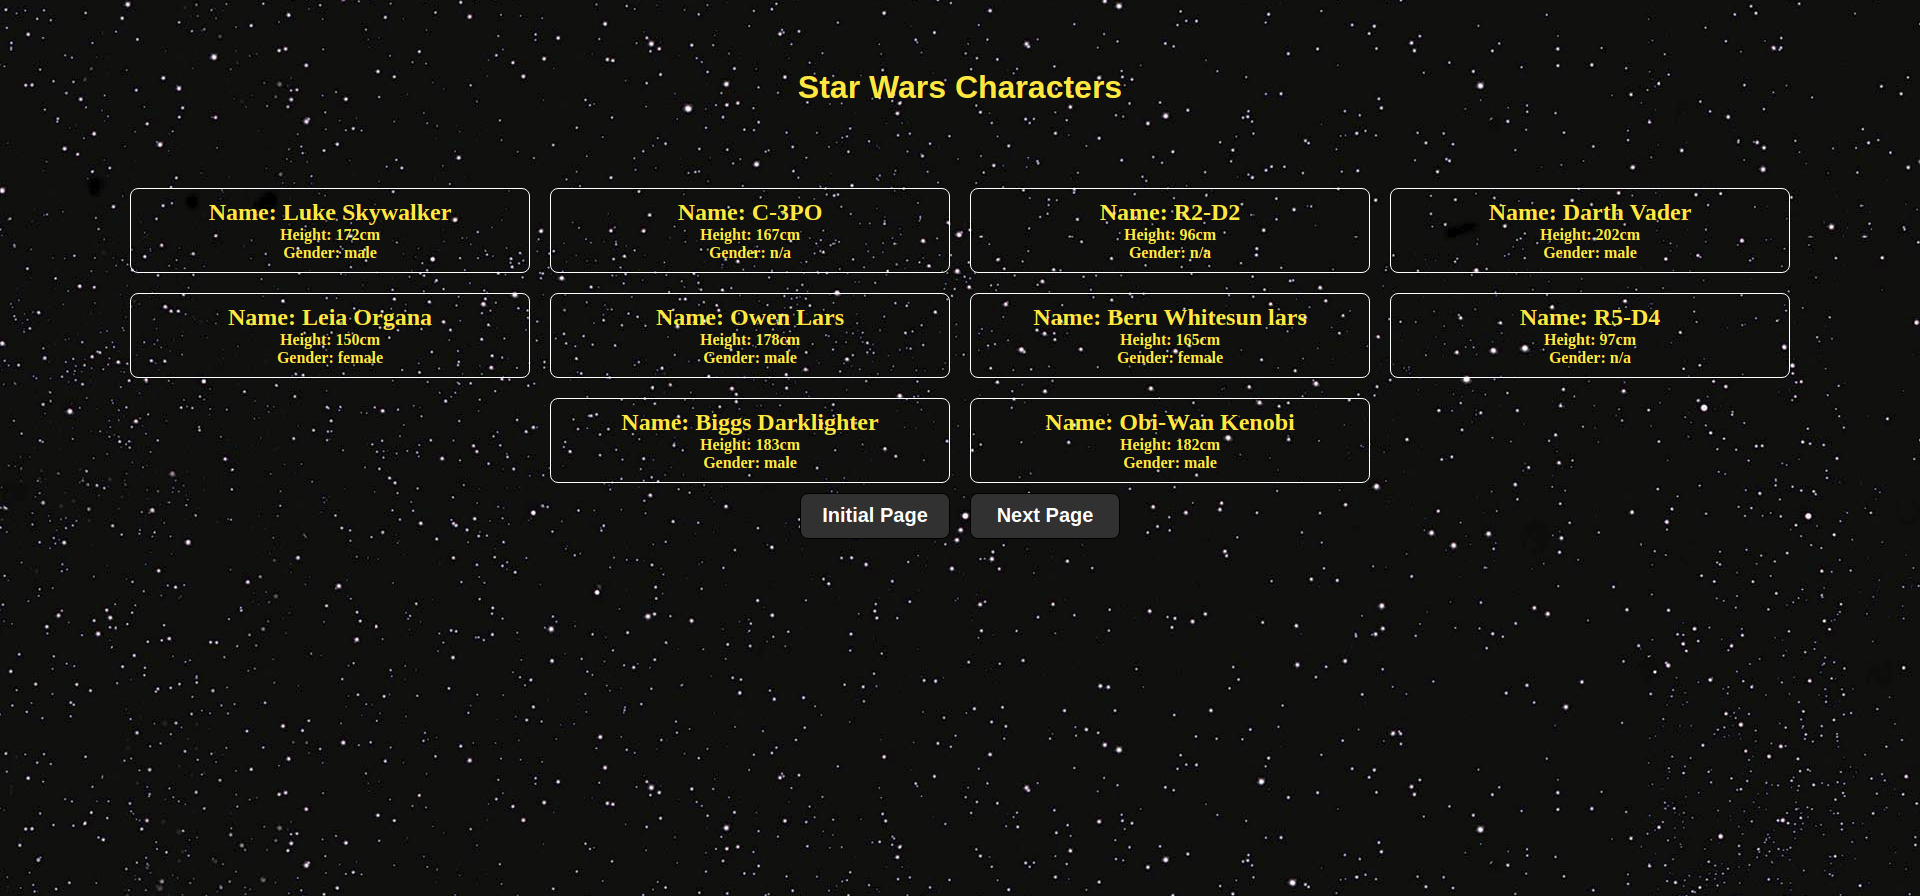 Star Wars Characters
Name: Luke Skywalker
Height: 172cm
Gender: male
Name: C-3PO
Height: 167cm
Gender: n/a
Name: R2-D2
Height: 96cm
Gender: n/a
Name: Darth Vader
Height: 202cm
Gender: male
Name: Leia Organa
Height: 150cm
Gender: female
Name: Owen Lars
Height: 178cm
Gender: male
Name: Beru Whitesun lars
Height: 165cm
Gender: female
Name: R5-D4
Height: 97cm
Gender: n/a
Name: Biggs Darklighter
Height: 183cm
Gender: male
Name: Obi-Wan Kenobi
Height: 182cm
Gender: male
Initial Page
Next Page